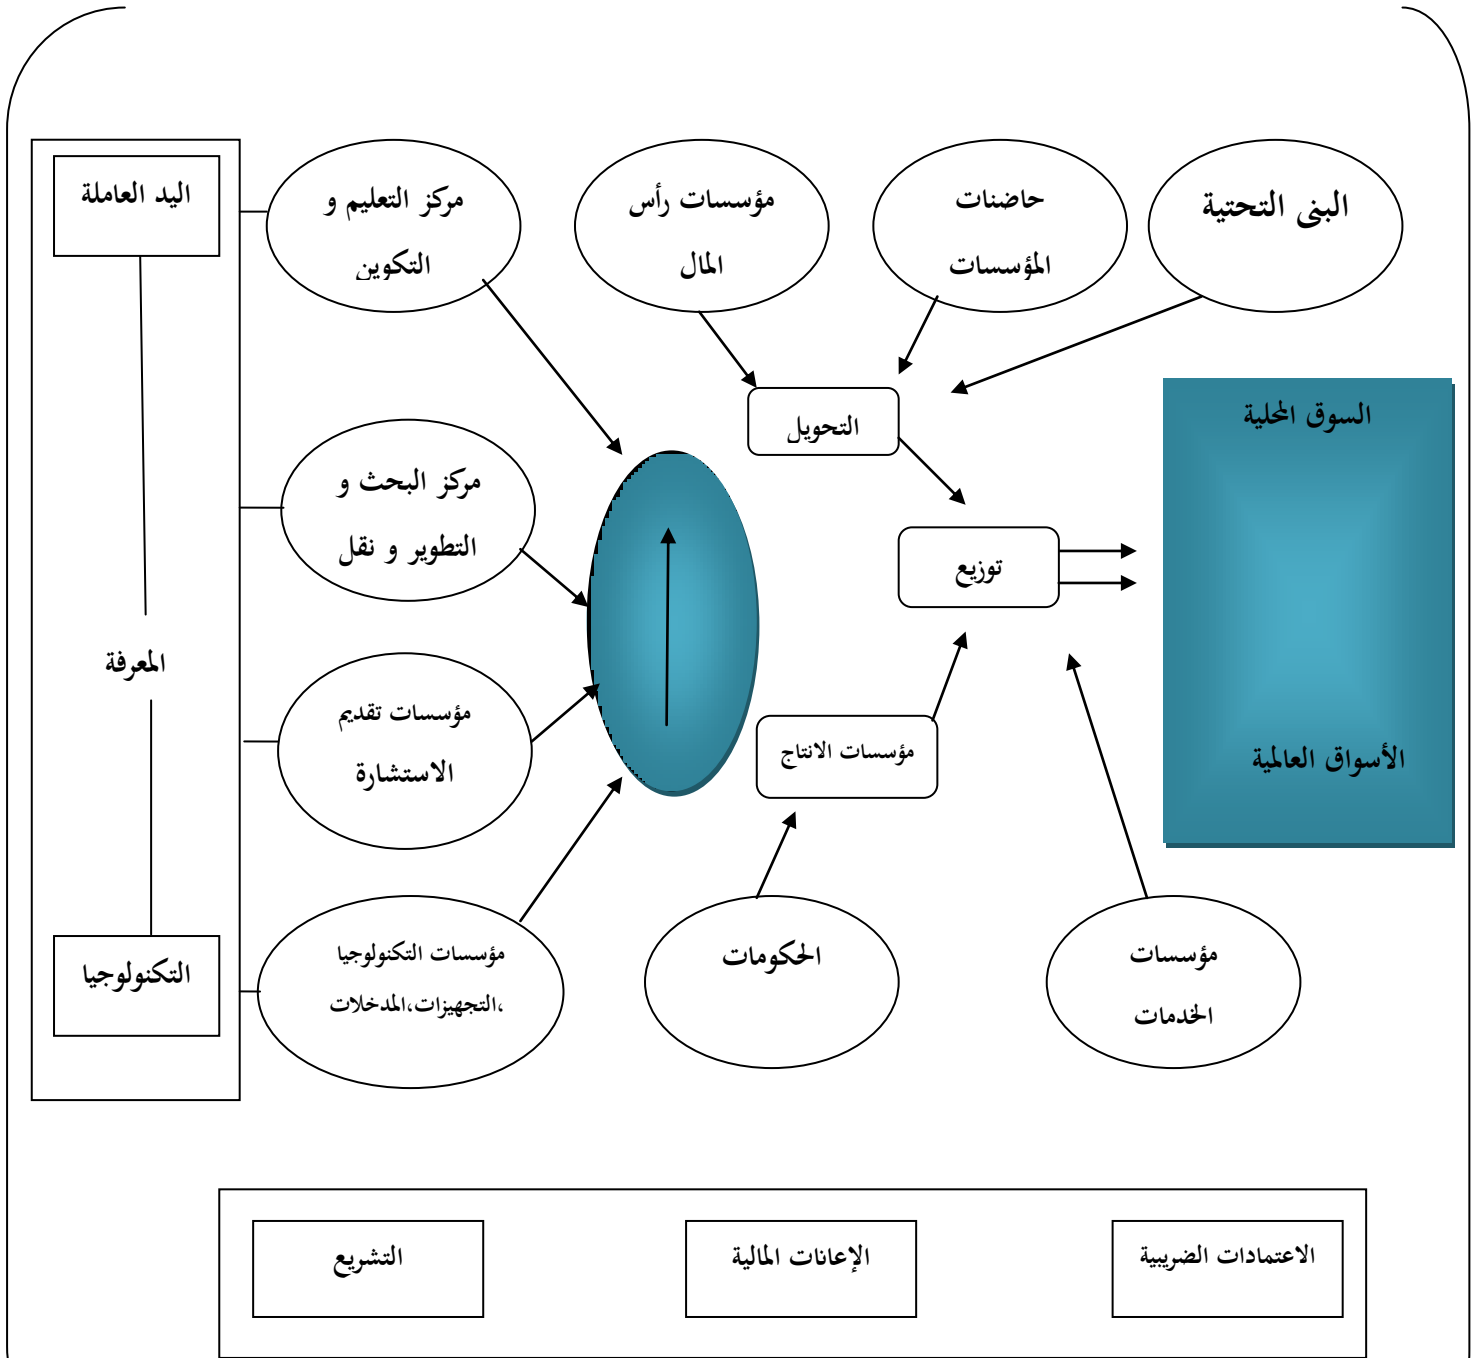 البنى التحتية
حاضنات
المؤسسات
مؤسسات رأس
المال
مركز التعليم و
التكوين
اليد العاملة
السوق المحلية
التحويل
مركز البحث و
التطوير و نقل
توزيع
المعرفة
مؤسسات تقديم
الاستشارة
مؤسسات الانتاج
الأسواق العالمية
مؤسسات
الخدمات
الحكومات
مؤسسات التكنولوجيا
،التجهيزات،المدخلات
التكنولوجيا
الاعتمادات الضريبية
الإعانات المالية
التشريع